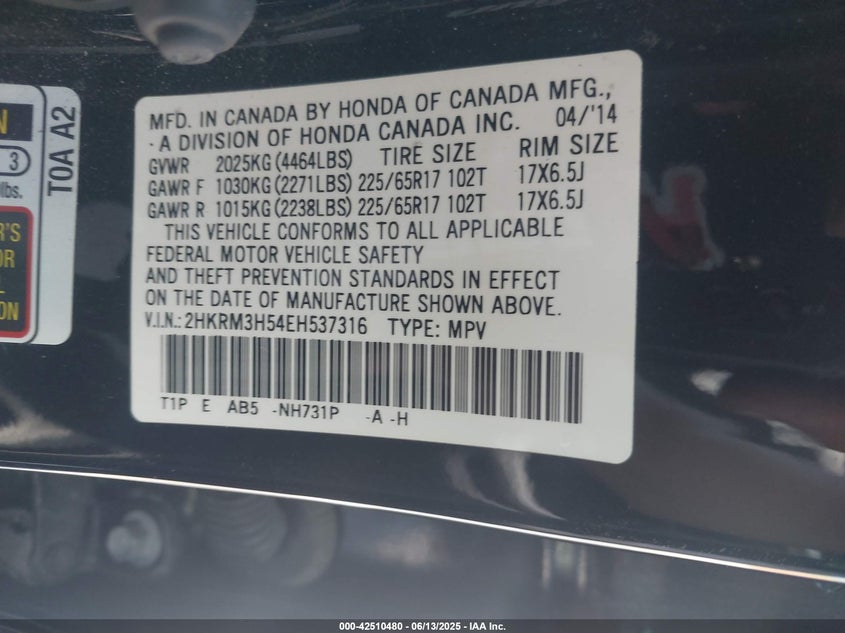 MFD. IN CANADA BY HONDA OF CANADA MFG.,
- A DIVISION OF HONDA CANADA INC. 04/'14
GVWR 2025KG(4464LBS) TIRE SIZE RIM SIZE
GAWR F 1030KG(2271LBS) 225/65R17 102T 17X6.5J
GAWR R 1015KG(2238LBS) 225/65R17 102T 17X6.5J
THIS VEHICLE CONFORMS TO ALL APPLICABLE
FEDERAL MOTOR VEHICLE SAFETY
AND THEFT PREVENTION STANDARDS IN EFFECT
ON THE DATE OF MANUFACTURE SHOWN ABOVE.
V.I.N.: 2HKRM3H54EH537316 TYPE: MPV
T1P E AB5 -NH731P -A -H
T0A A2
3
lbs.
000-42510480 - 06/13/2025 - IAA Inc.